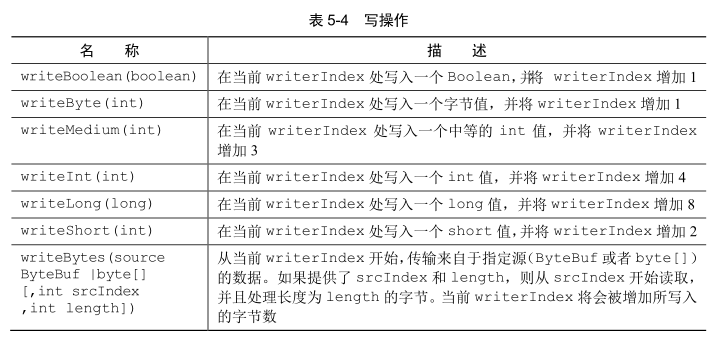 表 5-4 写操作
名 称 描 述
writeBoolean(boolean) 在当前 writerIndex 处写入一个 Boolean,并将 writerIndex 增加 1
writeByte(int) 在当前 writerIndex 处写入一个字节值，并将 writerIndex 增加 1
writeMedium(int) 在当前 writerIndex 处写入一个中等的 int 值，并将 writerIndex
增加 3
writeInt(int) 在当前 writerIndex 处写入一个 int 值，并将 writerIndex 增加 4
writeLong(long) 在当前 writerIndex 处写入一个 long 值，并将 writerIndex 增加 8
writeShort(int) 在当前 writerIndex 处写入一个 short 值,并将 writerIndex 增加 2
writeBytes(source 从当前 writerIndex 开始,传输来自于指定源(ByteBuf 或者 byte[])
ByteBuf |byte[] 的数据。如果提供了 srcIndex 和 length，则从 srcIndex 开始读取，
[,int srcIndex 并且处理长度为 length 的字节。当前 writerIndex 将会被增加所写入
,int length]) 的字节数